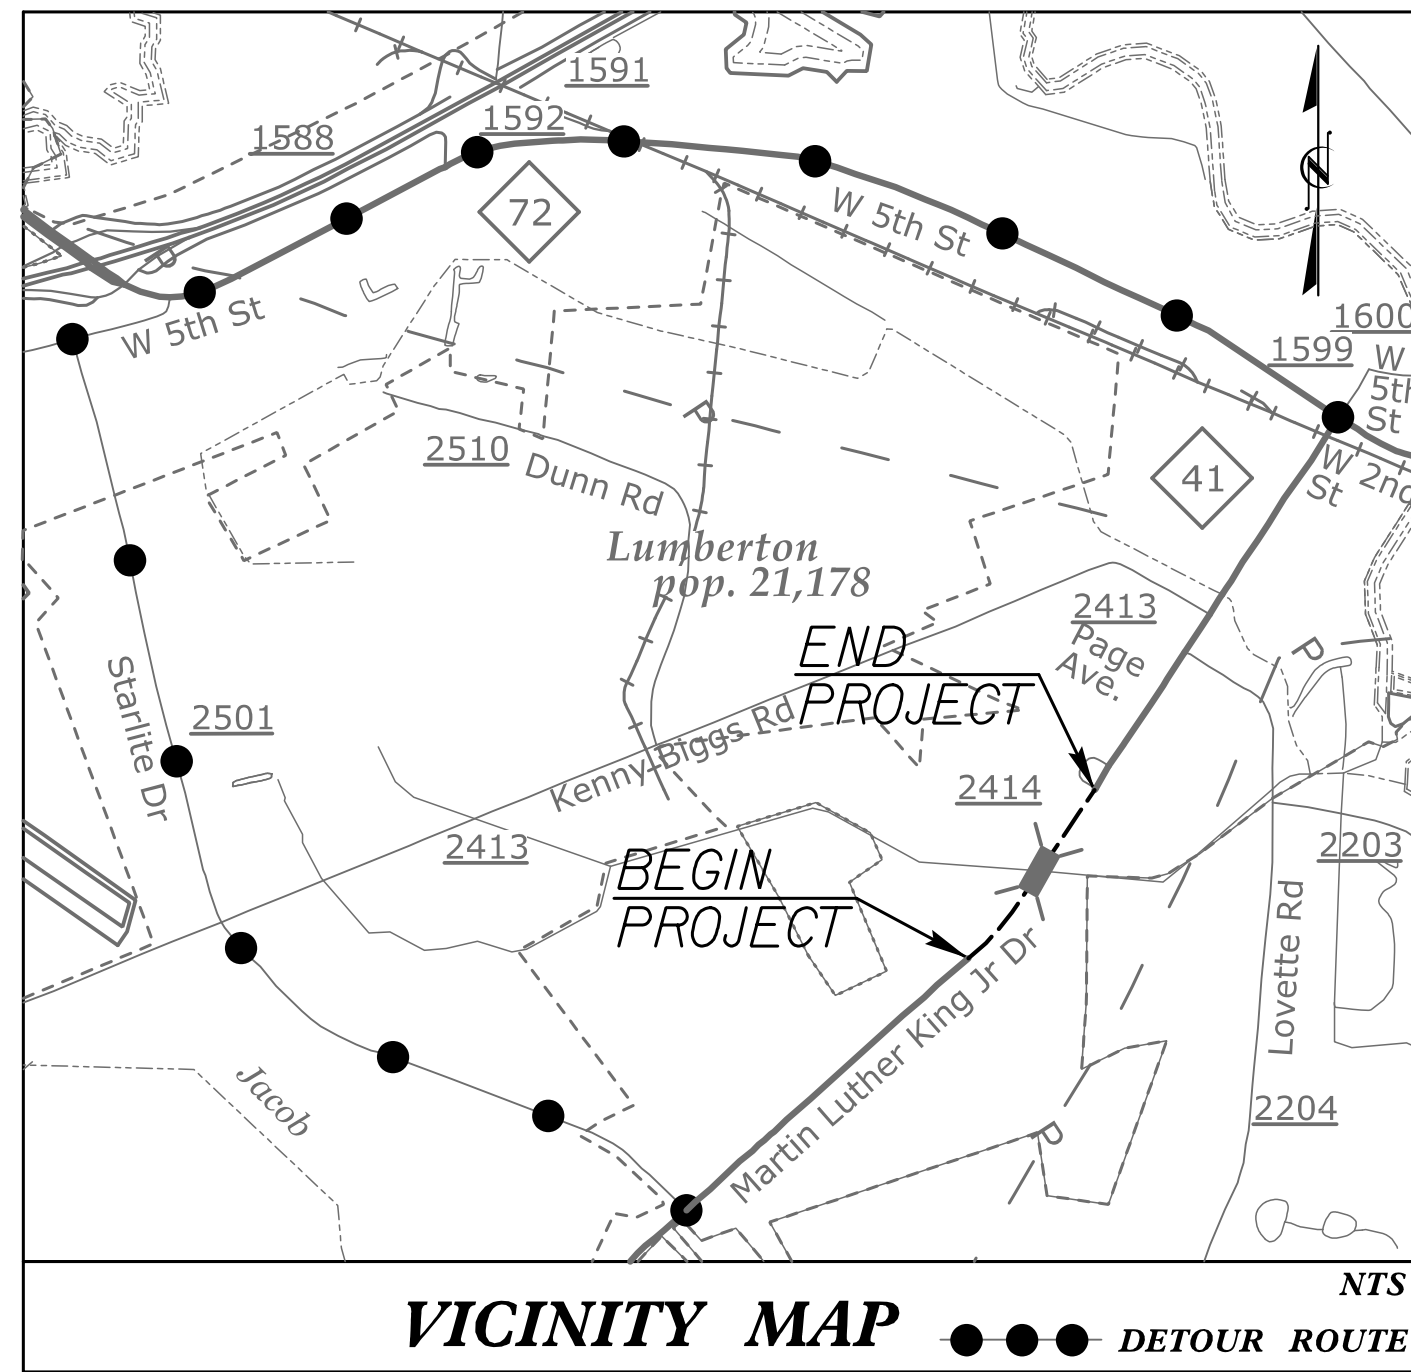 1591
1592
1588
72
W 5th St
W 5th St
1600
1599
W
5th
St
2510
Dunn Rd
41
W 2nd
St
Lumberton
pop. 21,178
2413
Page
Ave.
P
END
PROJECT
Starlite Dr
2501
Kenny Biggs Rd
2414
2413
2203
BEGIN
PROJECT
Lovette Rd
Martin Luther King Jr Dr
Jacob
2204
P
P
P
N
NTS
VICINITY MAP
DETOUR ROUTE